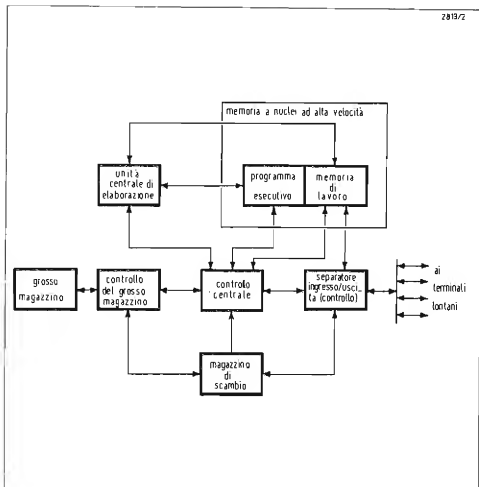 2813/2
memoria a nuclei ad alta velocità
unità
centrale di
elaborazione
programma
esecutivo
memoria
di
lavoro
grosso
magazzino
controllo
del grosso
magazzino
controlo
centrale
separatore
ingresso/usci_
ta (controllo)
ai
terminali
lontani
magazzino
di
scambio